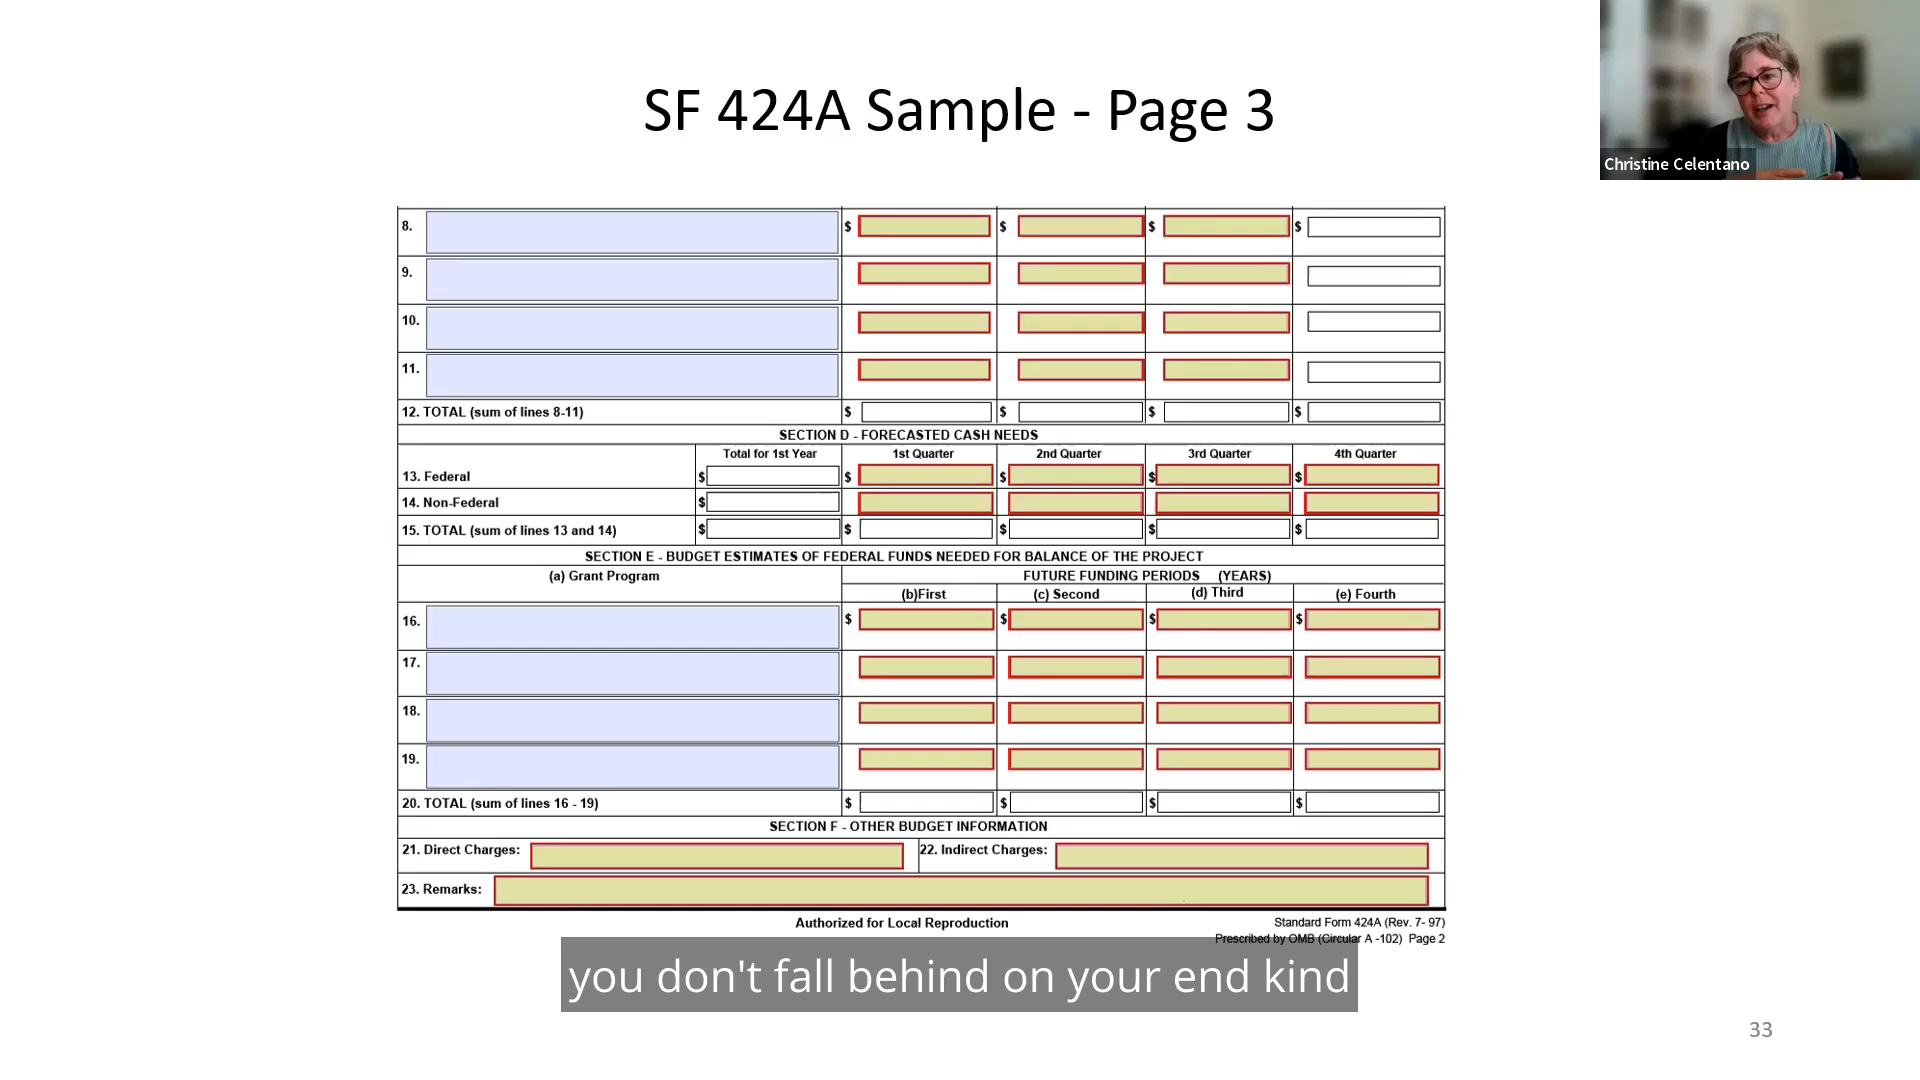 SF 424A Sample - Page 3
Christine Celentano
8. $ $ $ $
9.
10.
11.
12. TOTAL (sum of lines 8-11) $ $ $ $
SECTION D - FORECASTED CASH NEEDS
Total for 1st Year 1st Quarter 2nd Quarter 3rd Quarter 4th Quarter
13. Federal $ $ $ $ $
14. Non-Federal $
15. TOTAL (sum of lines 13 and 14) $ $ $ $ $
SECTION E - BUDGET ESTIMATES OF FEDERAL FUNDS NEEDED FOR BALANCE OF THE PROJECT
(a) Grant Program FUTURE FUNDING PERIODS (YEARS)
(b)First (c) Second (d) Third (e) Fourth
16. $ $ $ $
17.
18.
19.
20. TOTAL (sum of lines 16 - 19) $ $ $ $
SECTION F - OTHER BUDGET INFORMATION
21. Direct Charges: 22. Indirect Charges:
23. Remarks:
Authorized for Local Reproduction Standard Form 424A (Rev. 7- 97)
Prescribed by OMB (Circular A -102) Page 2
you don't fall behind on your end kind
33